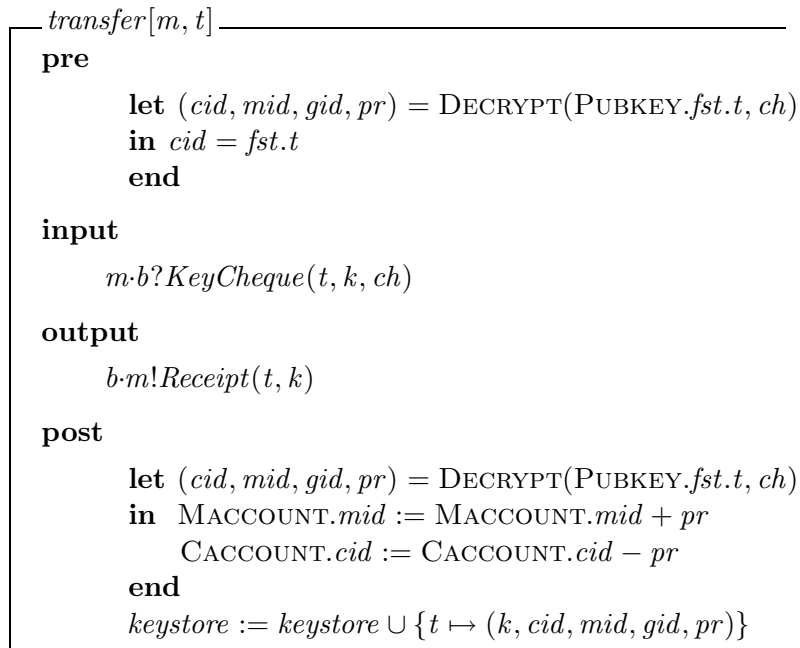 transfer[m, t]
pre
let (cid, mid, gid, pr) = DECRYPT(PUBKEY.fst.t, ch)
in cid = fst.t
end
input
m·b?KeyCheque(t, k, ch)
output
b·m!Receipt(t, k)
post
let (cid, mid, gid, pr) = DECRYPT(PUBKEY.fst.t, ch)
in MACCOUNT.mid := MACCOUNT.mid + pr
CACCOUNT.cid := CACCOUNT.cid − pr
end
keystore := keystore ∪ {t ↦ (k, cid, mid, gid, pr)}